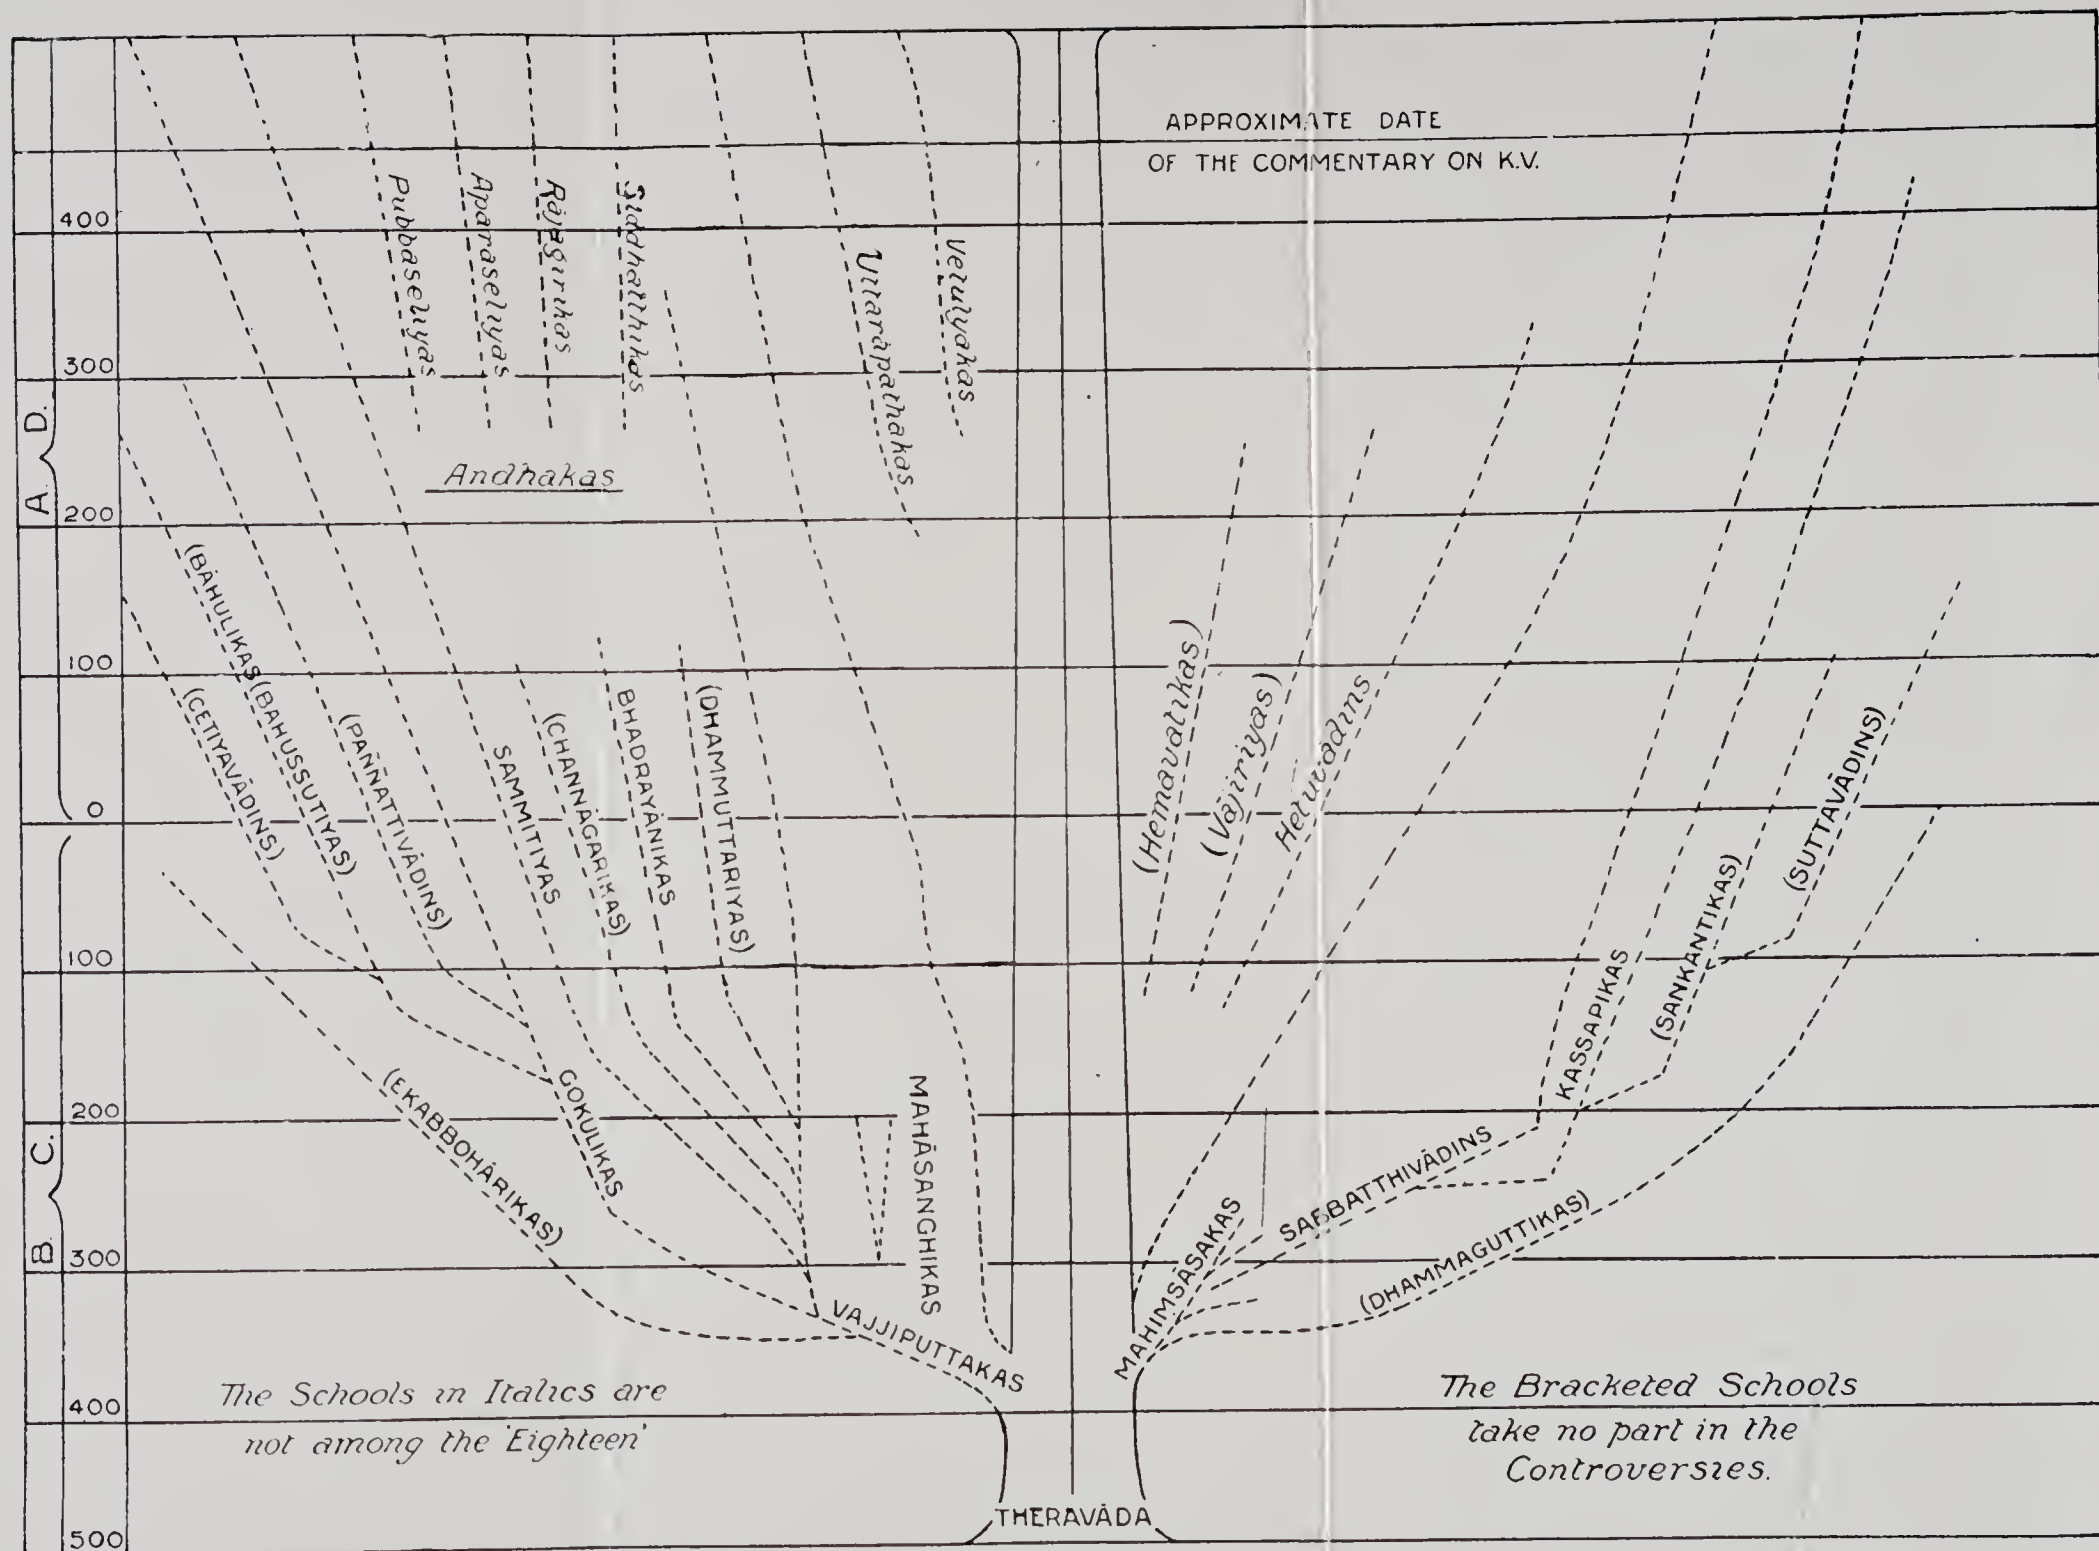 APPROXIMATE DATE
OF THE COMMENTARY ON K.V.
400
300
200
100
0
100
200
300
400
500
A. D.
B. C.
Pubbaseliyas
Aparaseliyas
Rājagirikas
Siddhatthikas
Uttarāpathakas
Vetulyakas
Andhakas
(BĀHULIKAS
(BAHUSSUTIYAS)
(CETIYAVĀDINS)
(PAÑÑATTIVĀDINS)
SAMMITIYAS
(CHANNĀGARIKAS)
BHADRAYĀNIKAS
(DHAMMUTTARIYAS)
(Hemavatikas)
(Vājiriyas)
Hetuvādins
(EKABBOHĀRIKAS)
GOKULIKAS
MAHĀSANGHIKAS
VAJJIPUTTAKAS
MAHIMSĀSAKAS
SABBATTHIVĀDINS
KASSAPIKAS
(SANKANTIKAS)
(SUTTAVĀDINS)
(DHAMMAGUTTIKAS)
The Schools in Italics are
not among the 'Eighteen'
The Bracketed Schools
take no part in the
Controversies.
THERAVĀDA